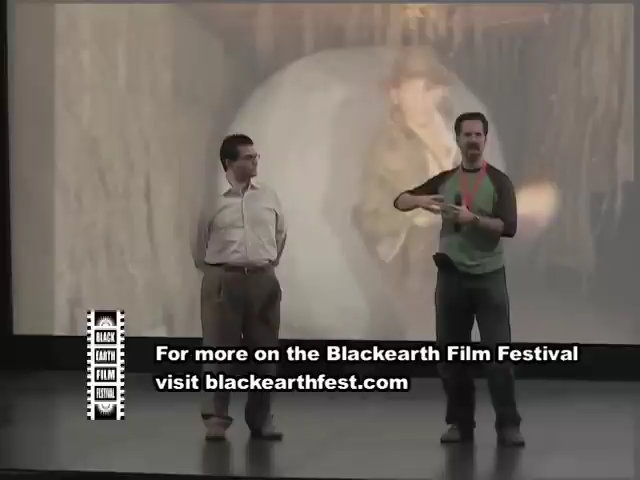 BLACK
EARTH
FILM
FESTIVAL
For more on the Blackearth Film Festival
visit blackearthfest.com